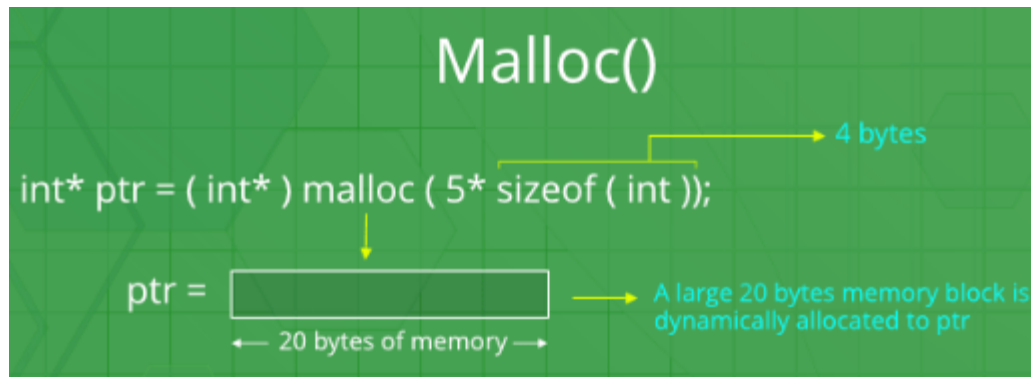 Malloc()
4 bytes
int* ptr = ( int* ) malloc ( 5* sizeof ( int ));
ptr =
A large 20 bytes memory block is
dynamically allocated to ptr
20 bytes of memory